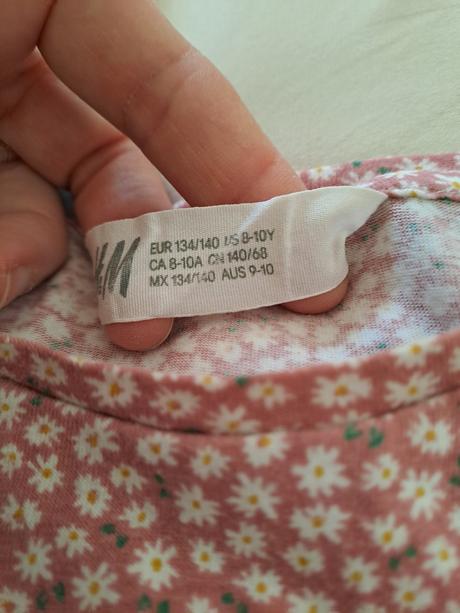 H&M
EUR 134/140 US 8-10Y
CA 8-10A CN 140/68
MX 134/140 AUS 9-10